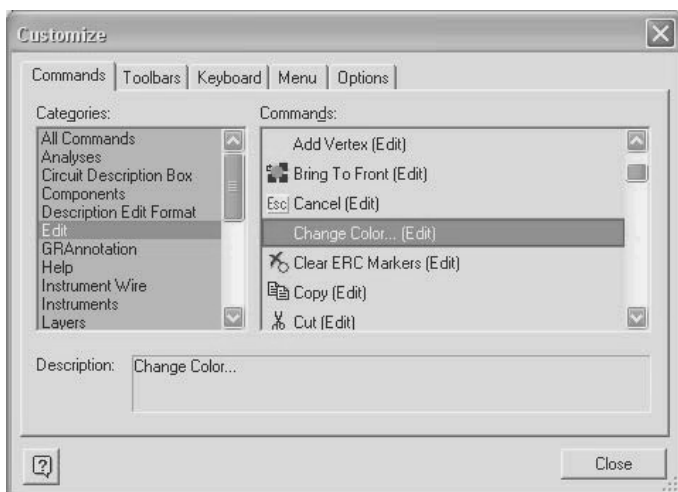 Customize
Commands Toolbars Keyboard Menu Options
Categories:
All Commands
Analyses
Circuit Description Box
Components
Description Edit Format
Edit
GRAnnotation
Help
Instrument Wire
Instruments
Layers
Commands:
Add Vertex (Edit)
Bring To Front (Edit)
Esc Cancel (Edit)
Change Color... (Edit)
Clear ERC Markers (Edit)
Copy (Edit)
Cut (Edit)
Description: Change Color...
?
Close